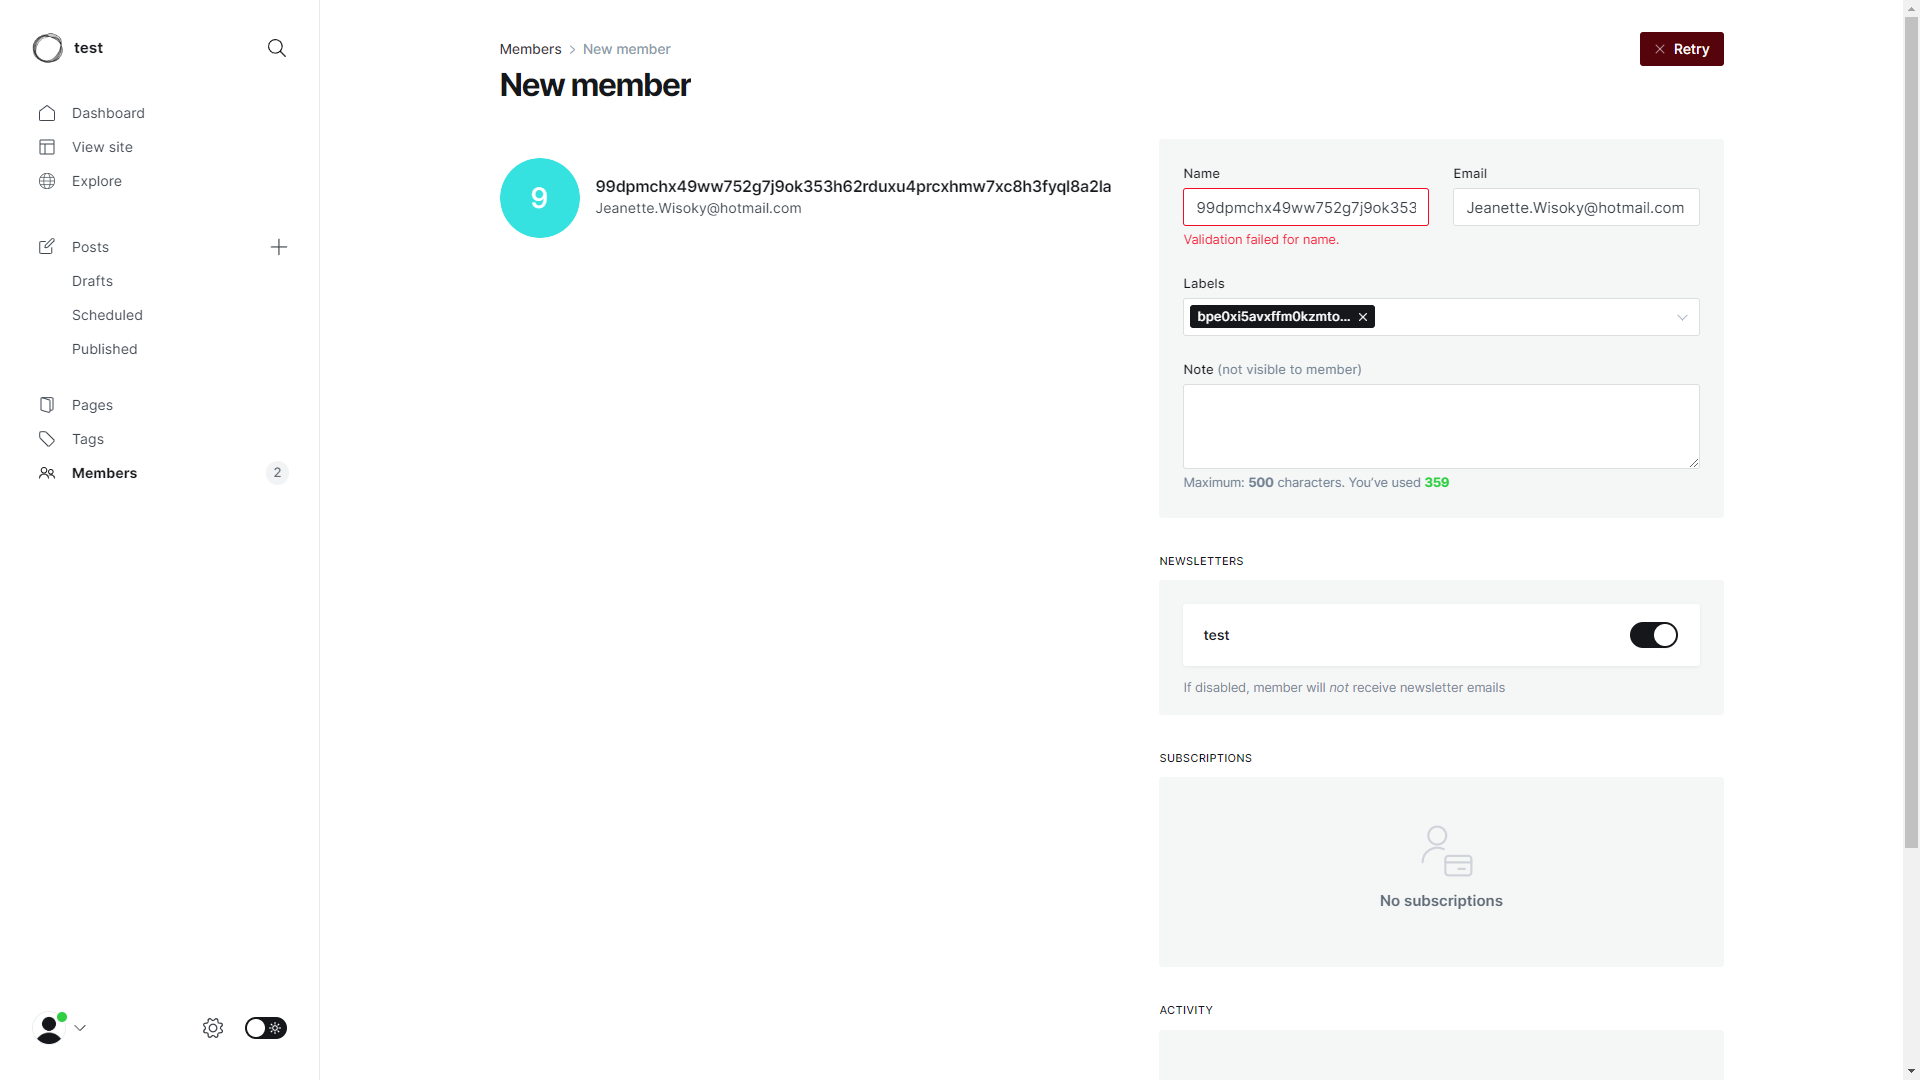 test
Dashboard
View site
Explore
Posts
Drafts
Scheduled
Published
Pages
Tags
Members
2
Members > New member
New member
Retry
9
99dpmchx49ww752g7j9ok353h62rduxu4prcxhmw7xc8h3fyql8a2la
Jeanette.Wisoky@hotmail.com
Name
99dpmchx49ww752g7j9ok353
Validation failed for name.
Email
Jeanette.Wisoky@hotmail.com
Labels
bpe0xi5avxffm0kzmto...
Note (not visible to member)
Maximum: 500 characters. You've used 359
NEWSLETTERS
test
If disabled, member will not receive newsletter emails
SUBSCRIPTIONS
No subscriptions
ACTIVITY